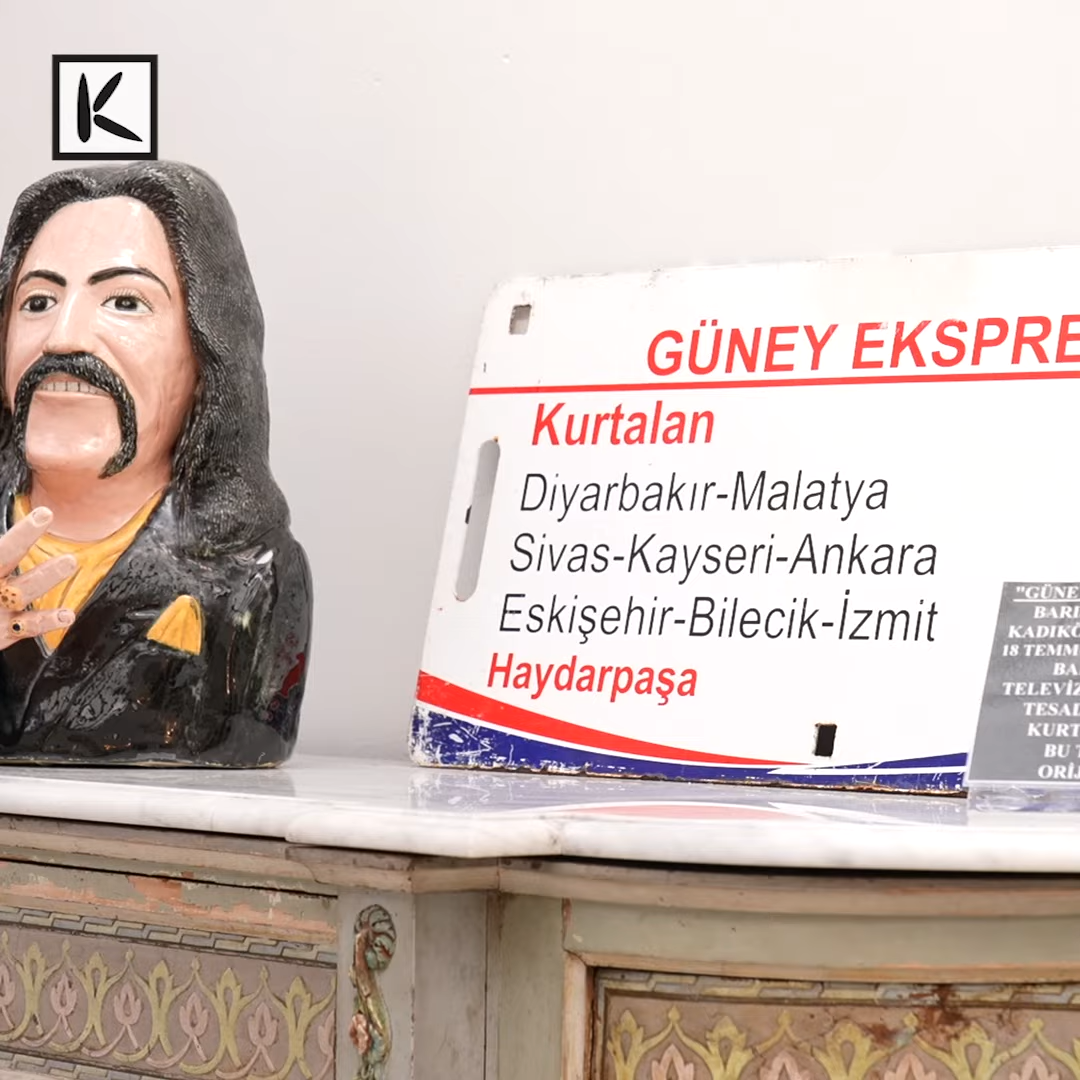 K
GÜNEY EKSPRE
Kurtalan
Diyarbakır-Malatya
Sivas-Kayseri-Ankara
Eskişehir-Bilecik-İzmit
Haydarpaşa
"GÜNE
BARI
KADIKÖ
18 TEMM
BA
TELEVİZ
TESAD
KURT
BU T
ORİJ